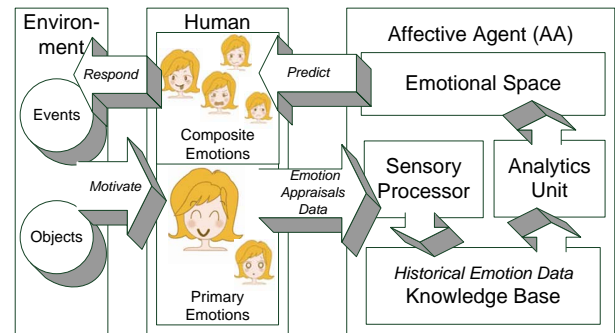 Environ-
ment
Events
Objects
Respond
Motivate
Human
Composite
Emotions
Primary
Emotions
Predict
Emotion
Appraisals
Data
Affective Agent (AA)
Emotional Space
Sensory
Processor
Analytics
Unit
Historical Emotion Data
Knowledge Base